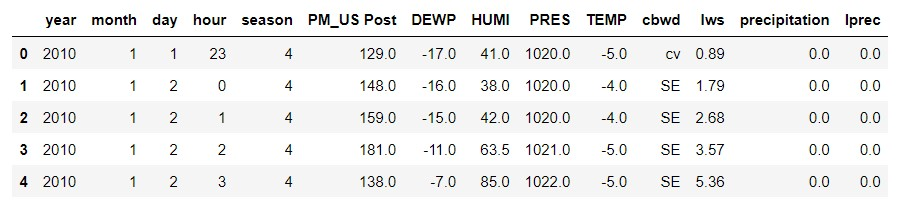 year month day hour season PM_US Post DEWP HUMI PRES TEMP cbwd Iws precipitation Iprec
0 2010 1 1 23 4 129.0 -17.0 41.0 1020.0 -5.0 cv 0.89 0.0 0.0
1 2010 1 2 0 4 148.0 -16.0 38.0 1020.0 -4.0 SE 1.79 0.0 0.0
2 2010 1 2 1 4 159.0 -15.0 42.0 1020.0 -4.0 SE 2.68 0.0 0.0
3 2010 1 2 2 4 181.0 -11.0 63.5 1021.0 -5.0 SE 3.57 0.0 0.0
4 2010 1 2 3 4 138.0 -7.0 85.0 1022.0 -5.0 SE 5.36 0.0 0.0